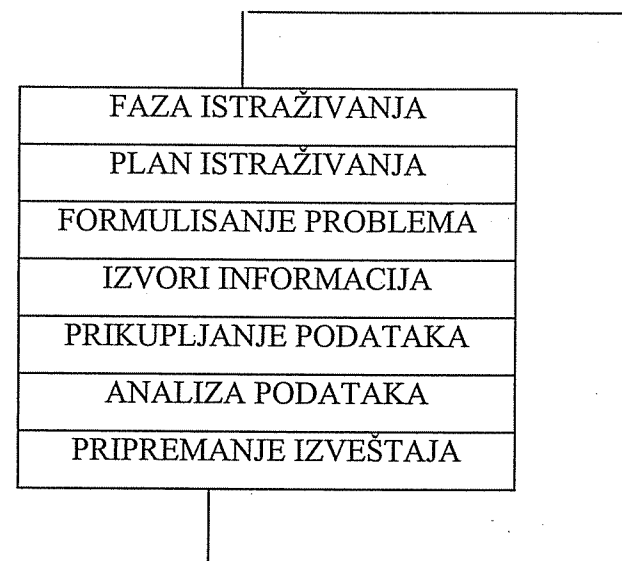 FAZA ISTRAŽIVANJA
PLAN ISTRAŽIVANJA
FORMULISANJE PROBLEMA
IZVORI INFORMACIJA
PRIKUPLJANJE PODATAKA
ANALIZA PODATAKA
PRIPREMANJE IZVEŠTAJA